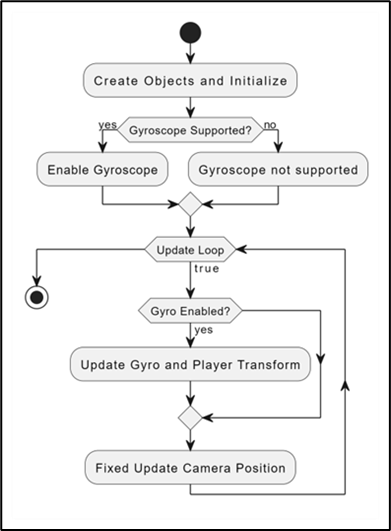 Create Objects and Initialize
yes
Gyroscope Supported?
no
Enable Gyroscope
Gyroscope not supported
Update Loop
true
Gyro Enabled?
yes
Update Gyro and Player Transform
Fixed Update Camera Position